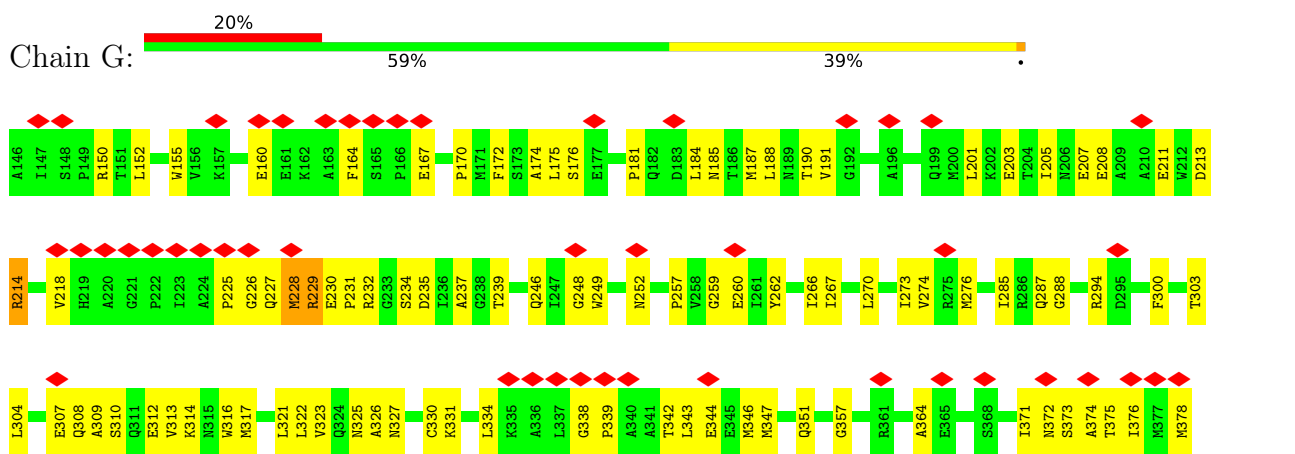 20%
Chain G:
59% 39% •
A146 I147 S148 P149 R150 T151 L152 W155 V156 K157 E160 E161 K162 A163 F164 S165 P166 E167 P170 M171 F172 S173 A174 L175 S176 E177 P181 Q182 D183 L184 N185 T186 M187 L188 N189 T190 V191 G192 A196 Q199 M200 L201 K202 E203 T204 I205 N206 E207 E208 A209 A210 E211 W212 D213
R214 V218 H219 A220 G221 P222 I223 A224 P225 G226 Q227 M228 R229 E230 P231 R232 G233 S234 D235 I236 A237 G238 T239 Q246 I247 G248 W249 N252 P257 V258 G259 E260 I261 Y262 I266 I267 L270 I273 V274 R275 M276 I285 R286 Q287 G288 R294 D295 F300 T303
L304 E307 Q308 A309 S310 Q311 E312 V313 K314 N315 W316 M317 L321 L322 V323 Q324 N325 A326 N327 C330 K331 L334 K335 A336 L337 G338 P339 A340 A341 T342 L343 E344 E345 M346 M347 Q351 G357 R361 A364 E365 S368 I371 N372 S373 A374 T375 I376 M377 M378